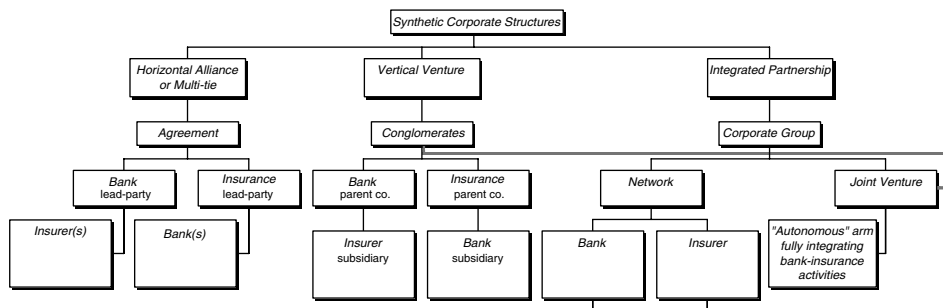 Synthetic Corporate Structures
Horizontal Alliance
or Multi-tie
Vertical Venture
Integrated Partnership
Agreement
Conglomerates
Corporate Group
Bank
lead-party
Insurance
lead-party
Bank
parent co.
Insurance
parent co.
Network
Joint Venture
Insurer(s)
Bank(s)
Insurer
subsidiary
Bank
subsidiary
Bank
Insurer
"Autonomous" arm
fully integrating
bank-insurance
activities